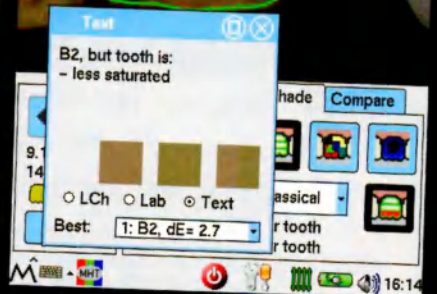 Text
B2, but tooth is:
– less saturated
LCh Lab Text
Best: 1: B2, dE= 2.7
hade Compare
9.1
14
assical
r tooth
r tooth
MHT
16:14